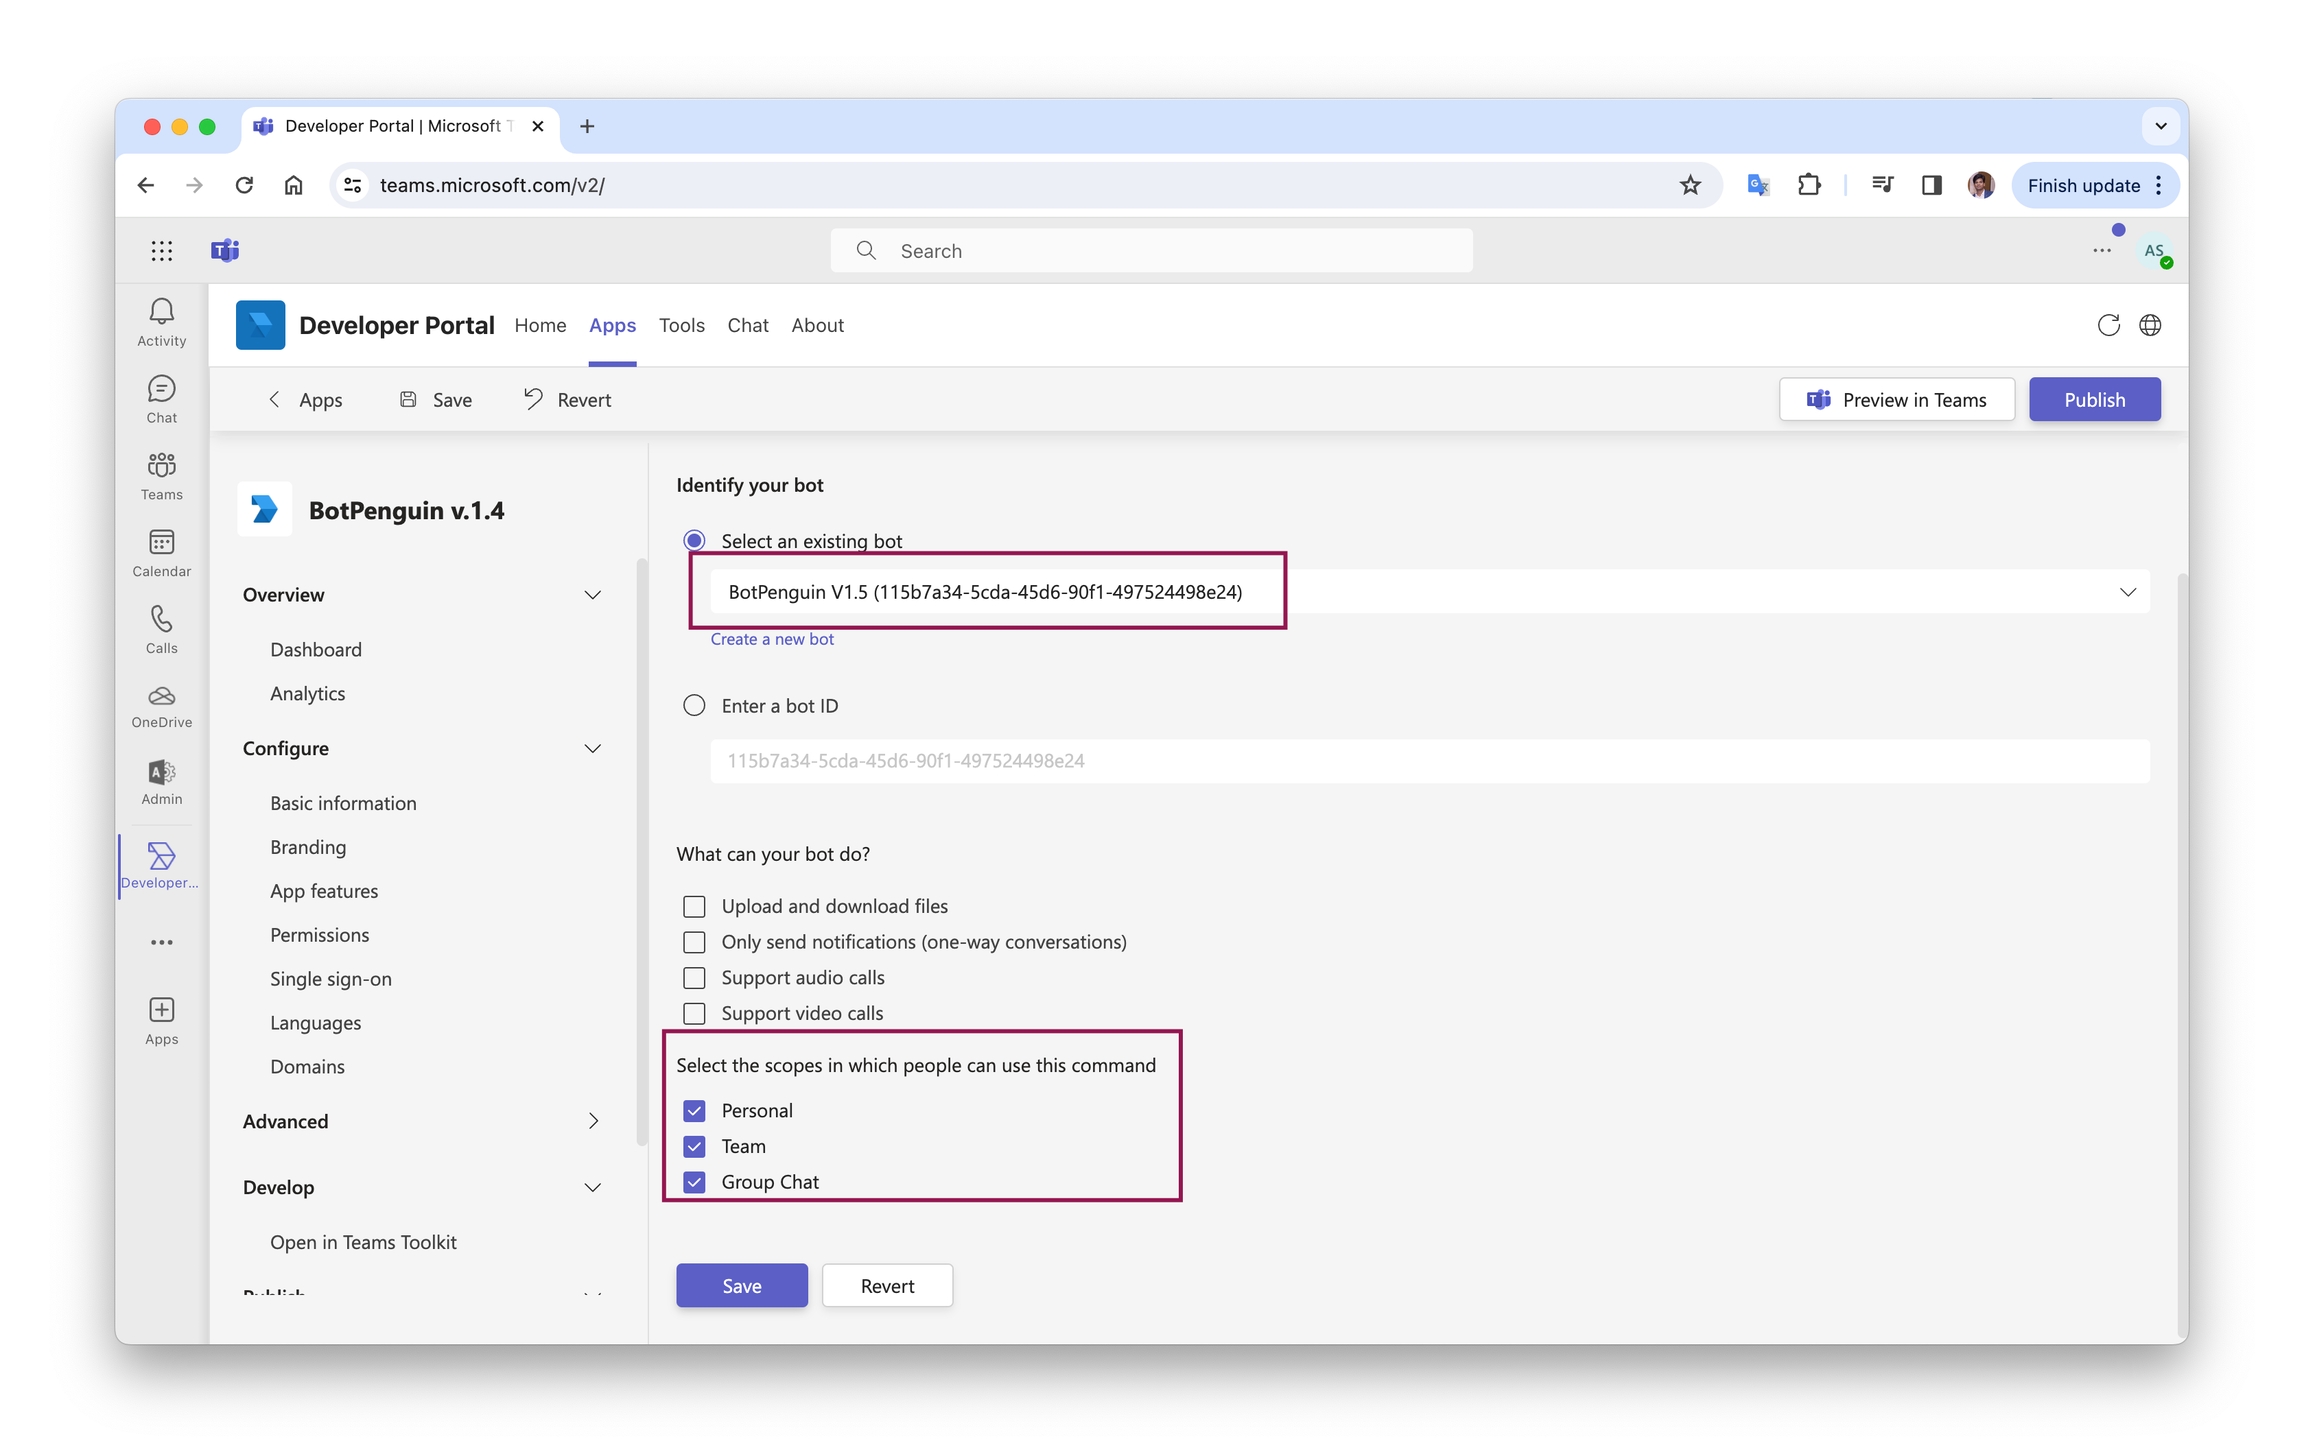 Developer Portal | Microsoft T
teams.microsoft.com/v2/
Finish update
Search
AS
Activity
Chat
Teams
Calendar
Calls
OneDrive
Admin
Developer...
Apps
Developer Portal
Home
Apps
Tools
Chat
About
Apps
Save
Revert
Preview in Teams
Publish
BotPenguin v.1.4
Overview
Dashboard
Analytics
Configure
Basic information
Branding
App features
Permissions
Single sign-on
Languages
Domains
Advanced
Develop
Open in Teams Toolkit
Publish
Identify your bot
Select an existing bot
BotPenguin V1.5 (115b7a34-5cda-45d6-90f1-497524498e24)
Create a new bot
Enter a bot ID
115b7a34-5cda-45d6-90f1-497524498e24
What can your bot do?
Upload and download files
Only send notifications (one-way conversations)
Support audio calls
Support video calls
Select the scopes in which people can use this command
Personal
Team
Group Chat
Save
Revert